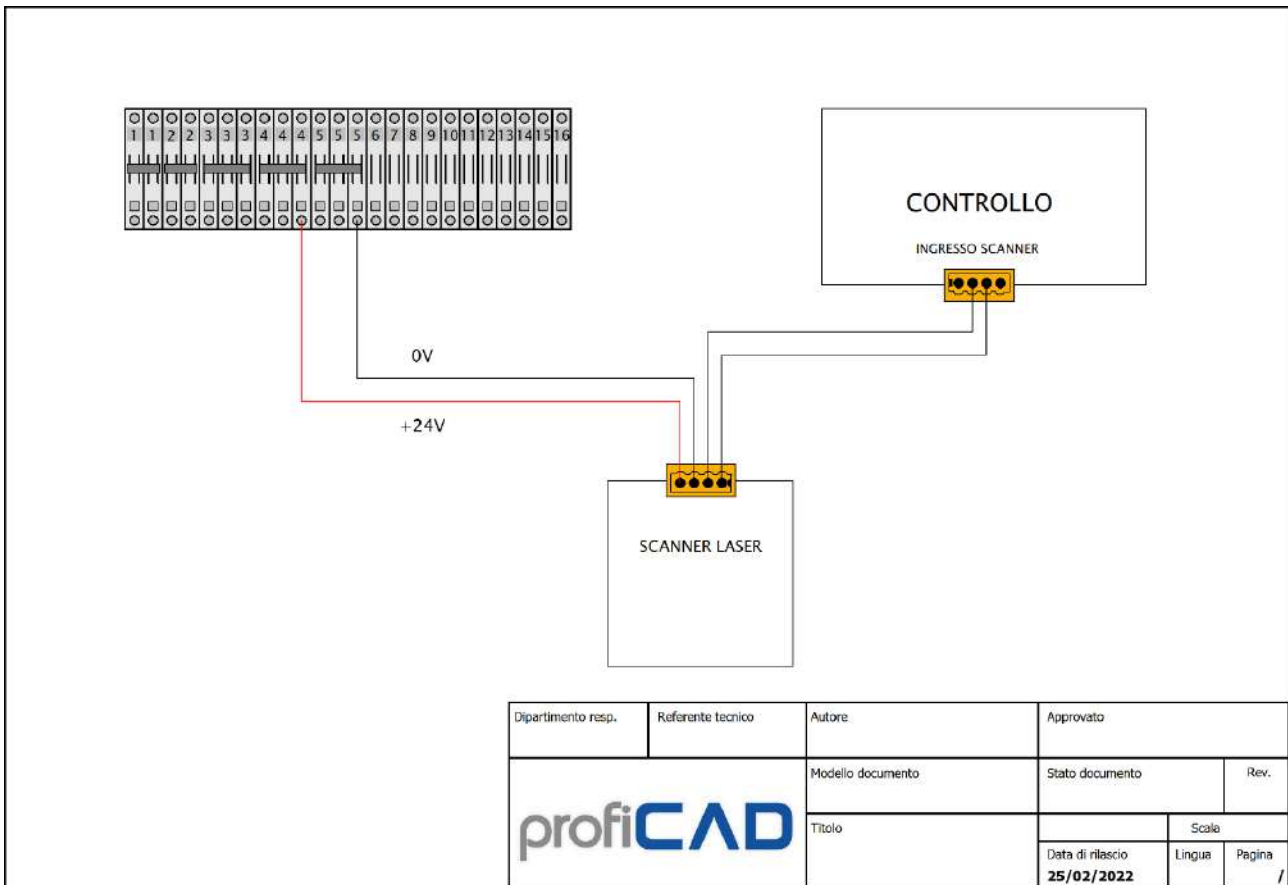 1 1 2 2 3 3 3 4 4 4 5 5 5 6 7 8 9 10 11 12 13 14 15 16
CONTROLLO
INGRESSO SCANNER
0V
+24V
SCANNER LASER
Dipartimento resp. Referente tecnico Autore Approvato
Modello documento Stato documento Rev.
profiCAD
Titolo Scala
Data di rilascio Lingua Pagina
25/02/2022 /